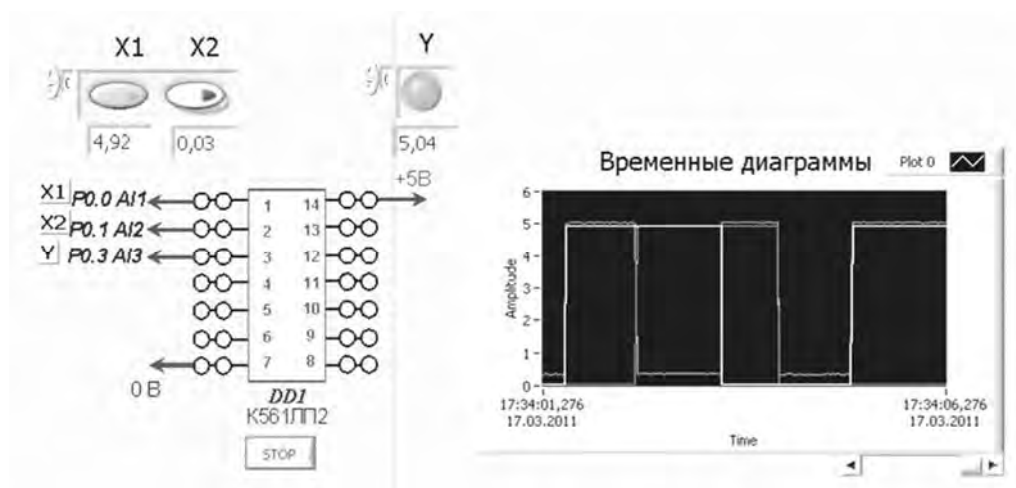 X1 X2 Y
4,92 0,03 5,04
+5В
X1 P0.0 AI1
X2 P0.1 AI2
Y P0.3 AI3
1 14
2 13
3 12
4 11
5 10
6 9
7 8
0 В
DD1
К561ЛП2
STOP
Временные диаграммы Plot 0
6
5
4
3
2
1
0
Amplitude
17:34:01,276 17:34:06,276
17.03.2011 17.03.2011
Time